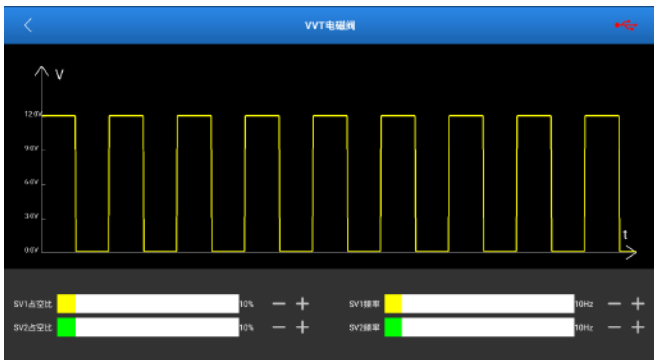 VVT电磁阀
V
12.0V
9.0V
6.0V
3.0V
0.0V
t
SV1占空比 10% — + SV1频率 10Hz — +
SV2占空比 10% — + SV2频率 10Hz — +